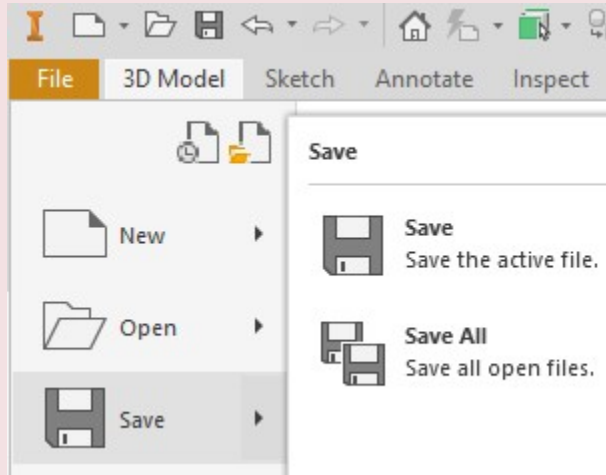 File 3D Model Sketch Annotate Inspect
Save
New
Save
Save the active file.
Open
Save All
Save all open files.
Save